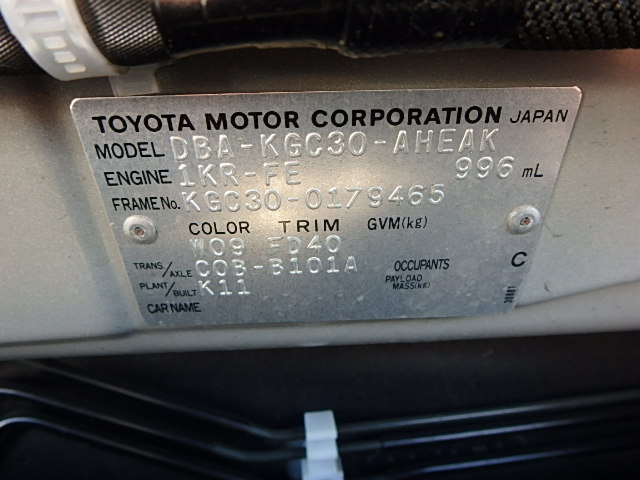 TOYOTA MOTOR CORPORATION JAPAN
MODEL DBA-KGC30-AHEAK
ENGINE 1KR-FE 996 mL
FRAME No. KGC30-0179465
COLOR TRIM GVM(kg)
W09 FD40
TRANS/AXLE C0B-B101A OCCUPANTS C
PLANT/BUILT K11 PAYLOAD MASS(kg)
CAR NAME